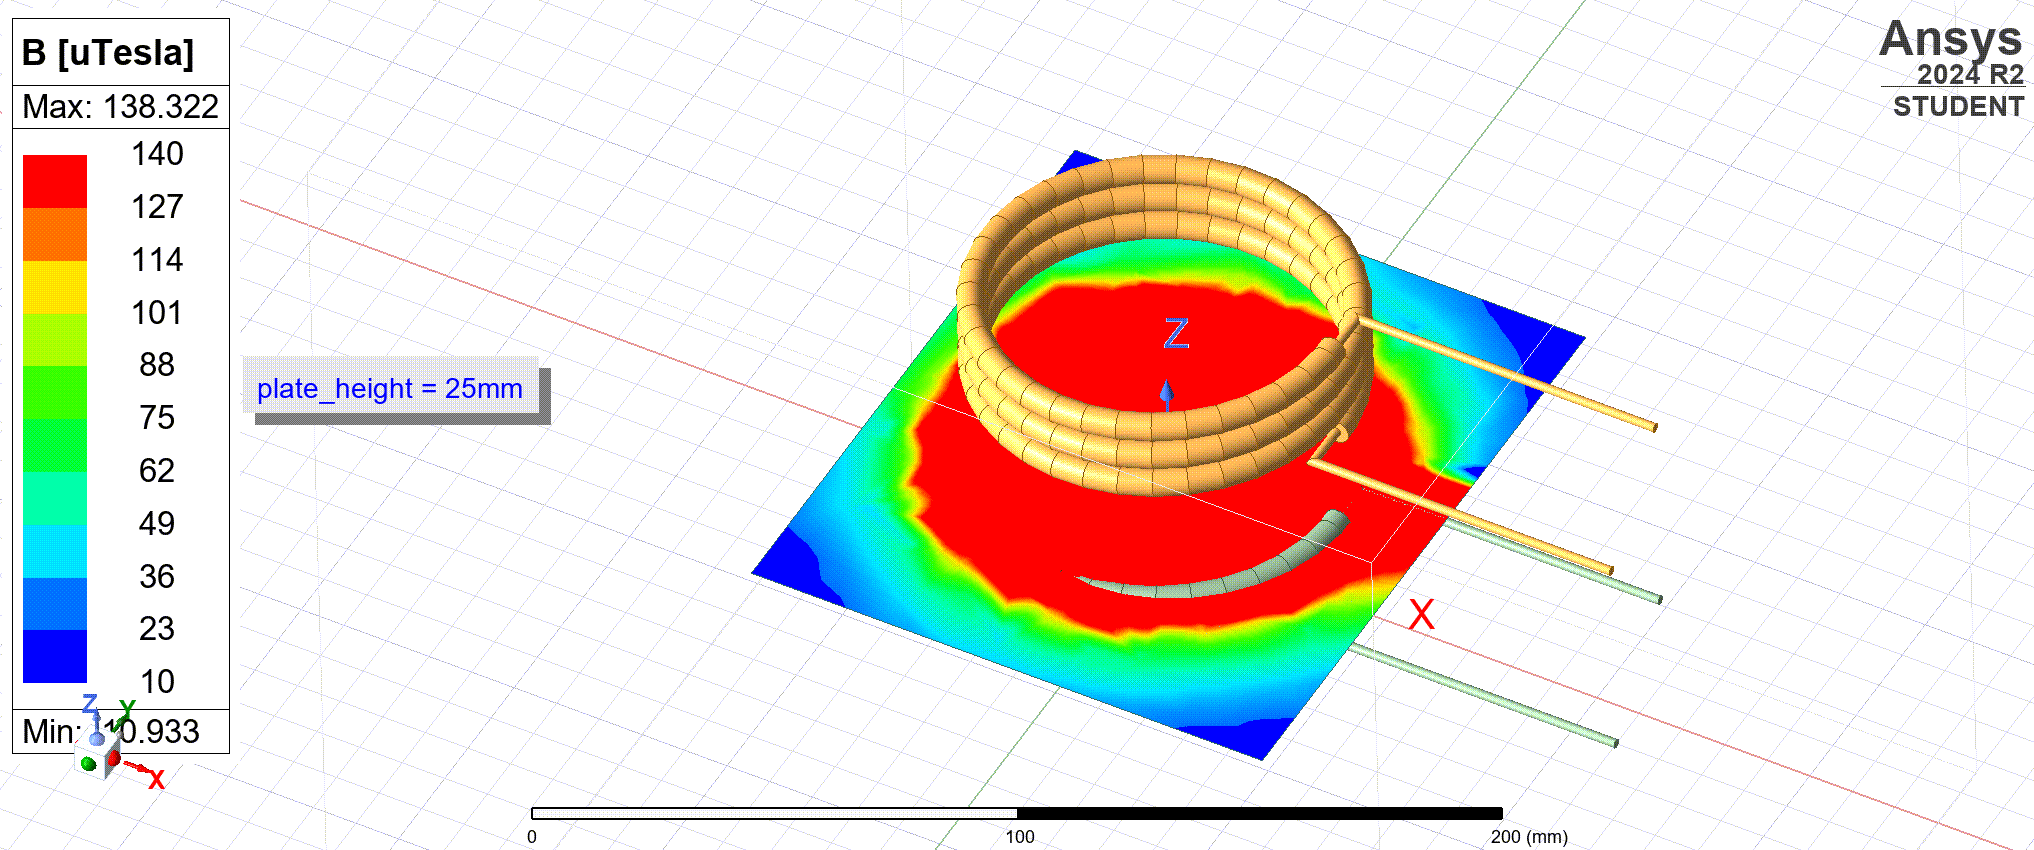 B [uTesla]
Max: 138.322
140
127
114
101
88
75
62
49
36
23
10
Min: 10.933
Z
Y
X
plate_height = 25mm
Z
X
0
100
200 (mm)
Ansys
2024 R2
STUDENT